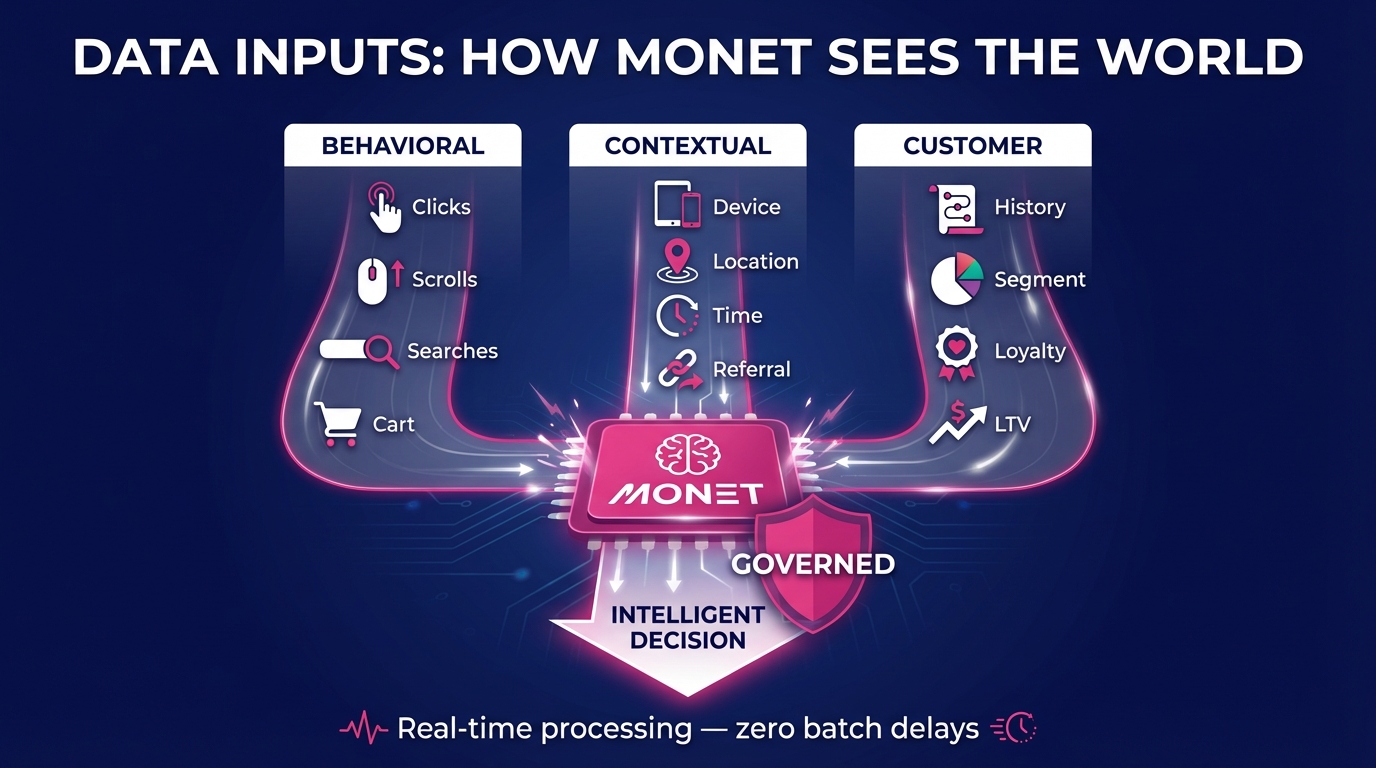 DATA INPUTS: HOW MONET SEES THE WORLD
BEHAVIORAL
Clicks
Scrolls
Searches
Cart
CONTEXTUAL
Device
Location
Time
Referral
CUSTOMER
History
Segment
Loyalty
$
LTV
MONET
GOVERNED
INTELLIGENT
DECISION
Real-time processing — zero batch delays